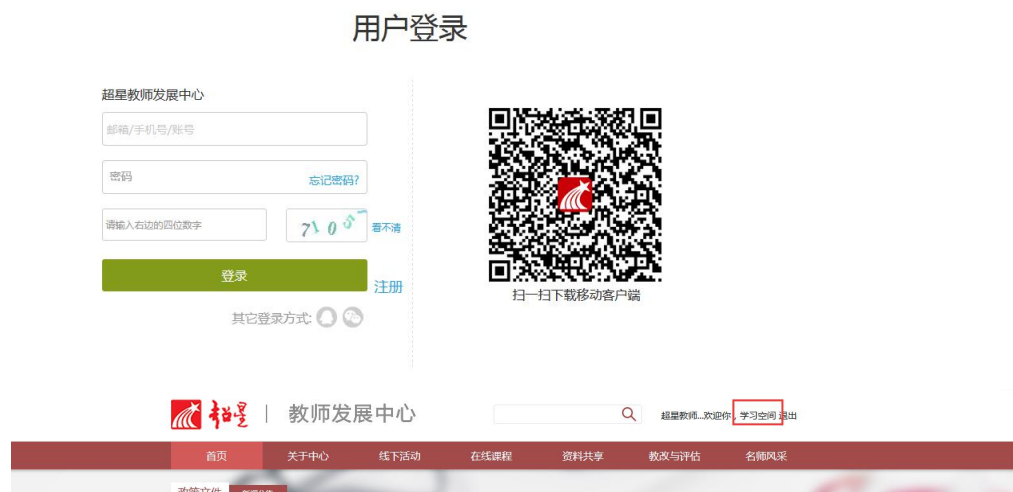 用户登录
超星教师发展中心
邮箱/手机号/账号
密码 忘记密码?
请输入右边的四位数字 7105 看不清
登录 注册
其它登录方式:
扫一扫下载移动客户端
超星 | 教师发展中心 超星教师...欢迎你,学习空间 退出
首页 关于中心 线下活动 在线课程 资料共享 教改与评估 名师风采
政策文件